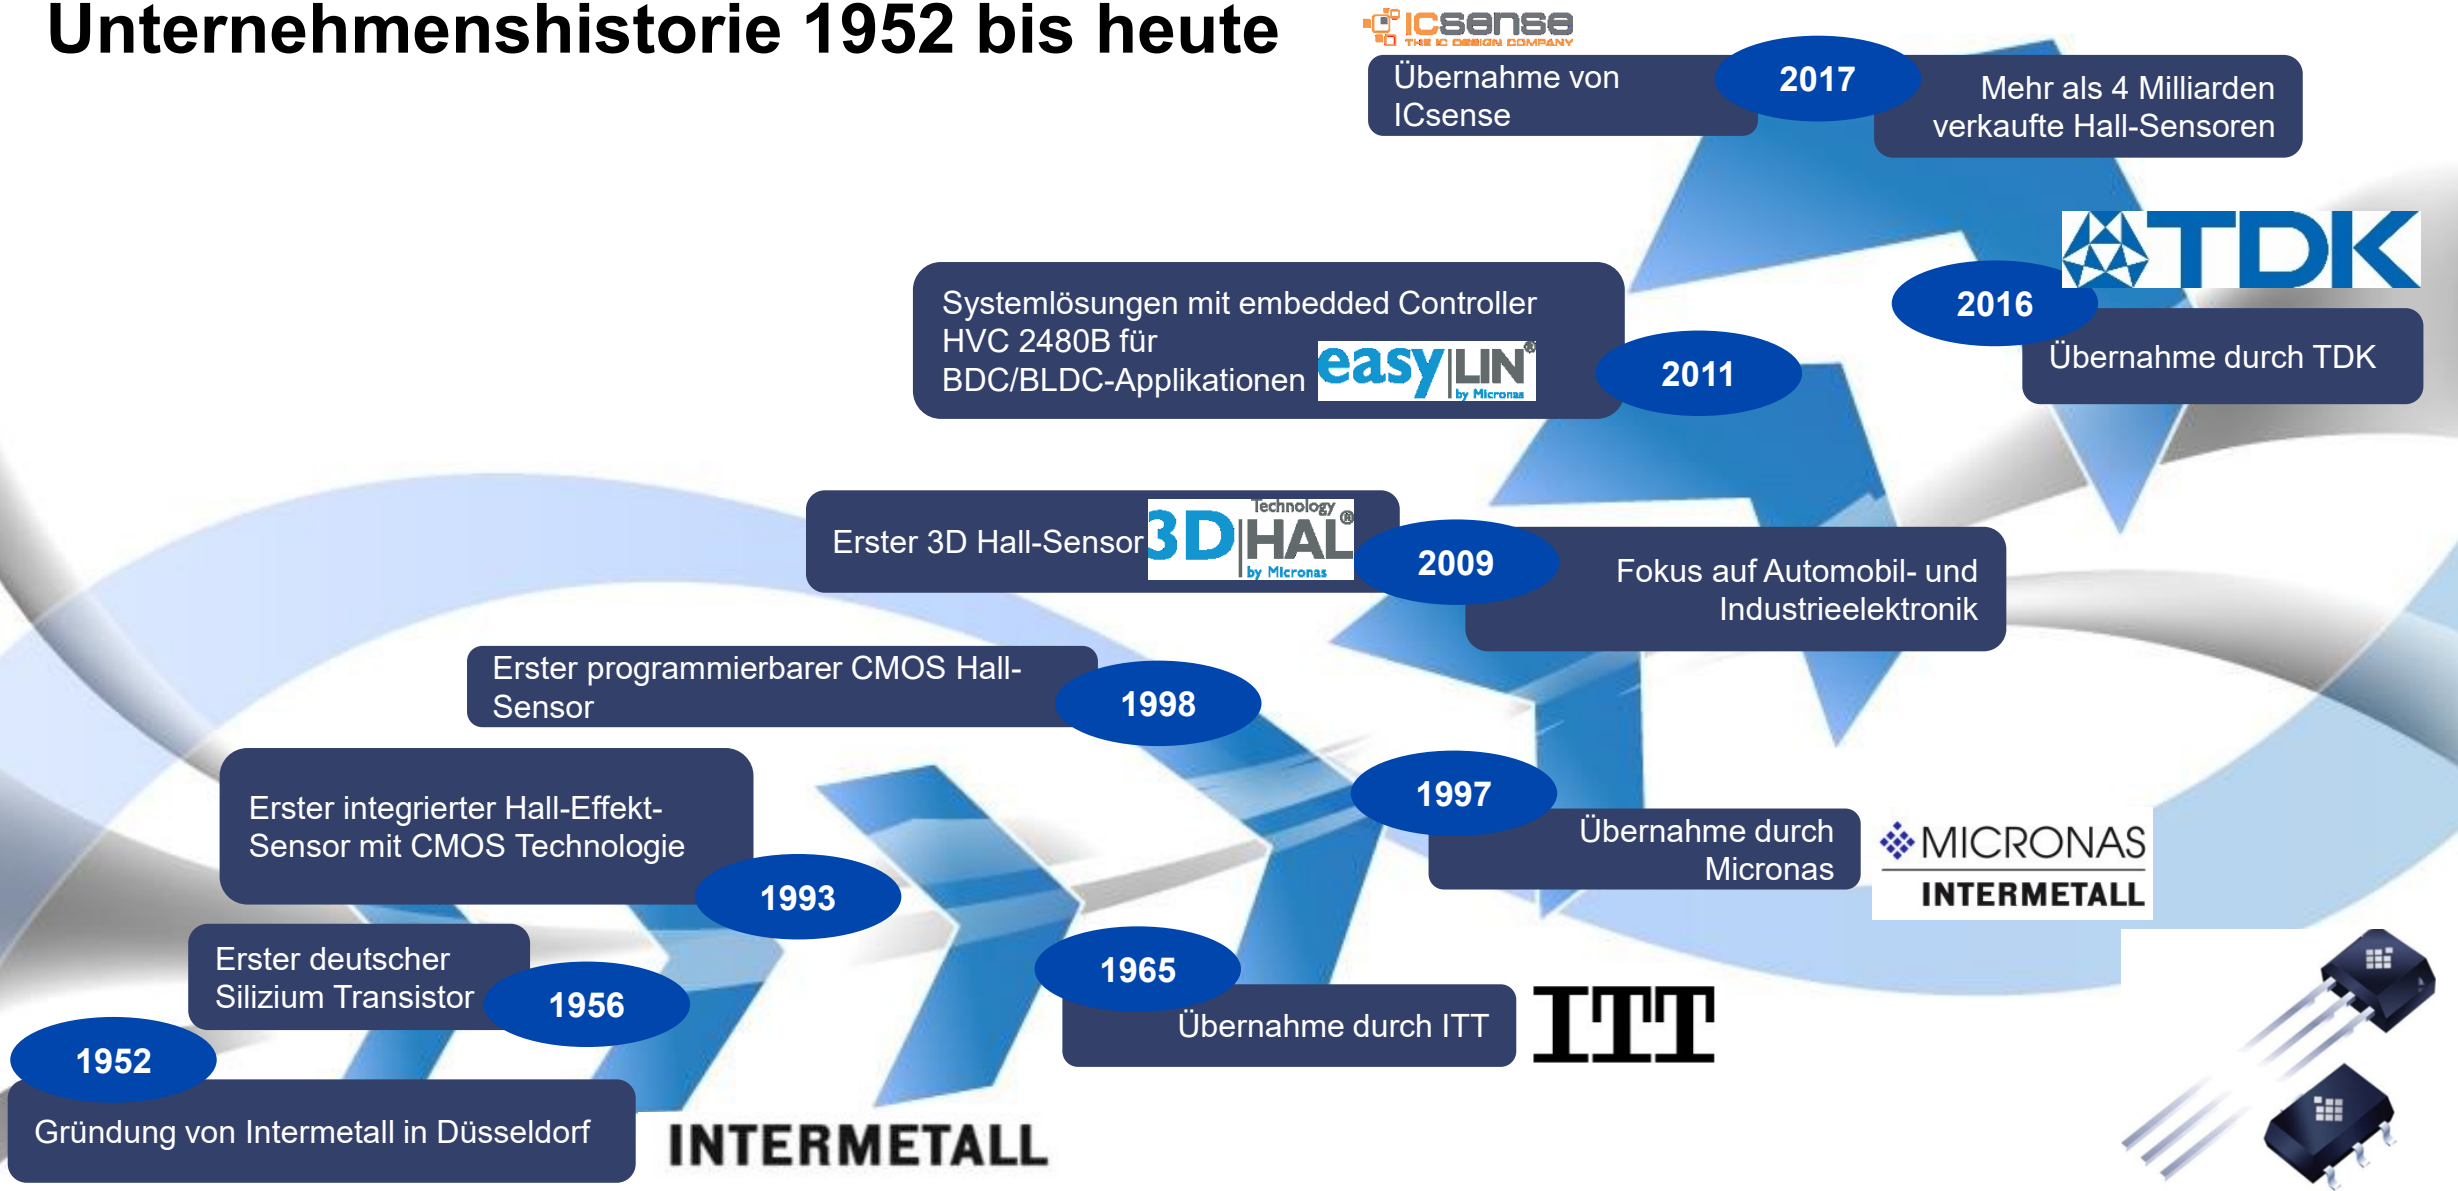 Unternehmenshistorie 1952 bis heute
ICsense
THE IC DESIGN COMPANY
Übernahme von
ICsense
2017
Mehr als 4 Milliarden
verkaufte Hall-Sensoren
TDK
2016
Übernahme durch TDK
Systemlösungen mit embedded Controller
HVC 2480B für
BDC/BLDC-Applikationen
easyLIN®
by Micronas
2011
Erster 3D Hall-Sensor
Technology
3D HAL®
by Micronas
2009
Fokus auf Automobil- und
Industrieelektronik
Erster programmierbarer CMOS Hall-
Sensor
1998
1997
Übernahme durch
Micronas
MICRONAS
INTERMETALL
Erster integrierter Hall-Effekt-
Sensor mit CMOS Technologie
1993
Erster deutscher
Silizium Transistor
1956
1965
Übernahme durch ITT
ITT
1952
Gründung von Intermetall in Düsseldorf
INTERMETALL